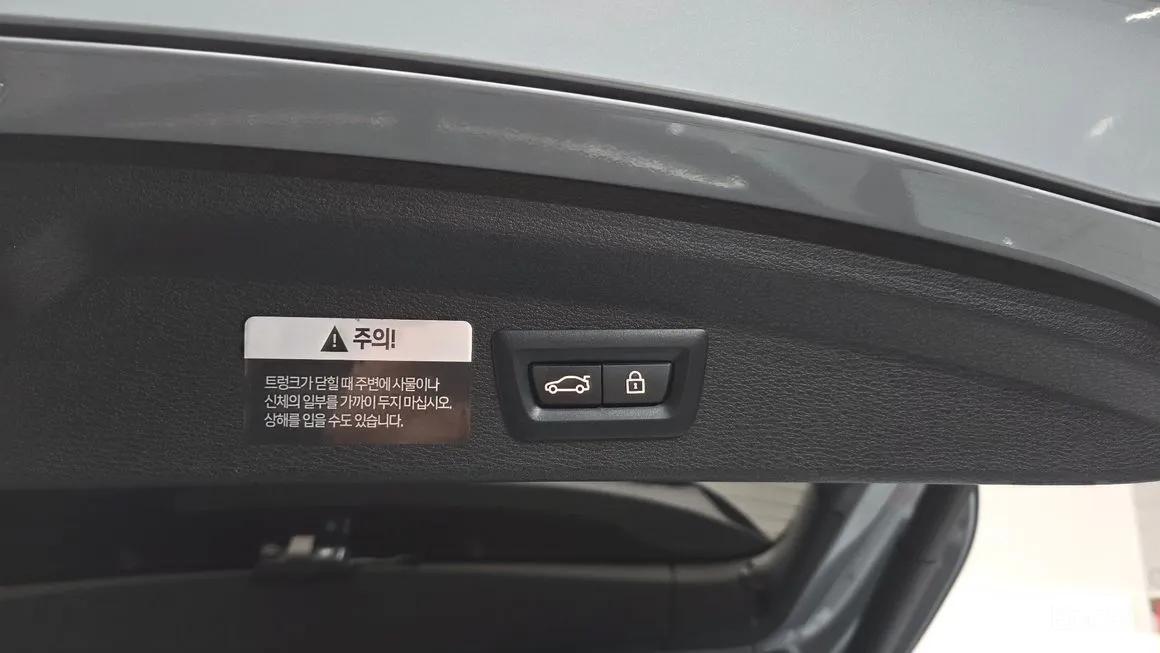 주의!
트렁크가 닫힐 때 주변에 사물이나
신체의 일부를 가까이 두지 마십시오.
상해를 입을 수도 있습니다.